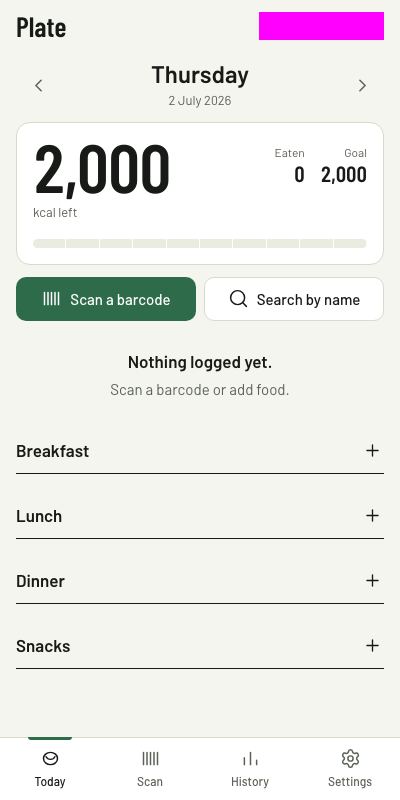 Plate
Thursday
2 July 2026
2,000
kcal left
Eaten
0
Goal
2,000
Scan a barcode
Search by name
Nothing logged yet.
Scan a barcode or add food.
Breakfast
Lunch
Dinner
Snacks
Today
Scan
History
Settings